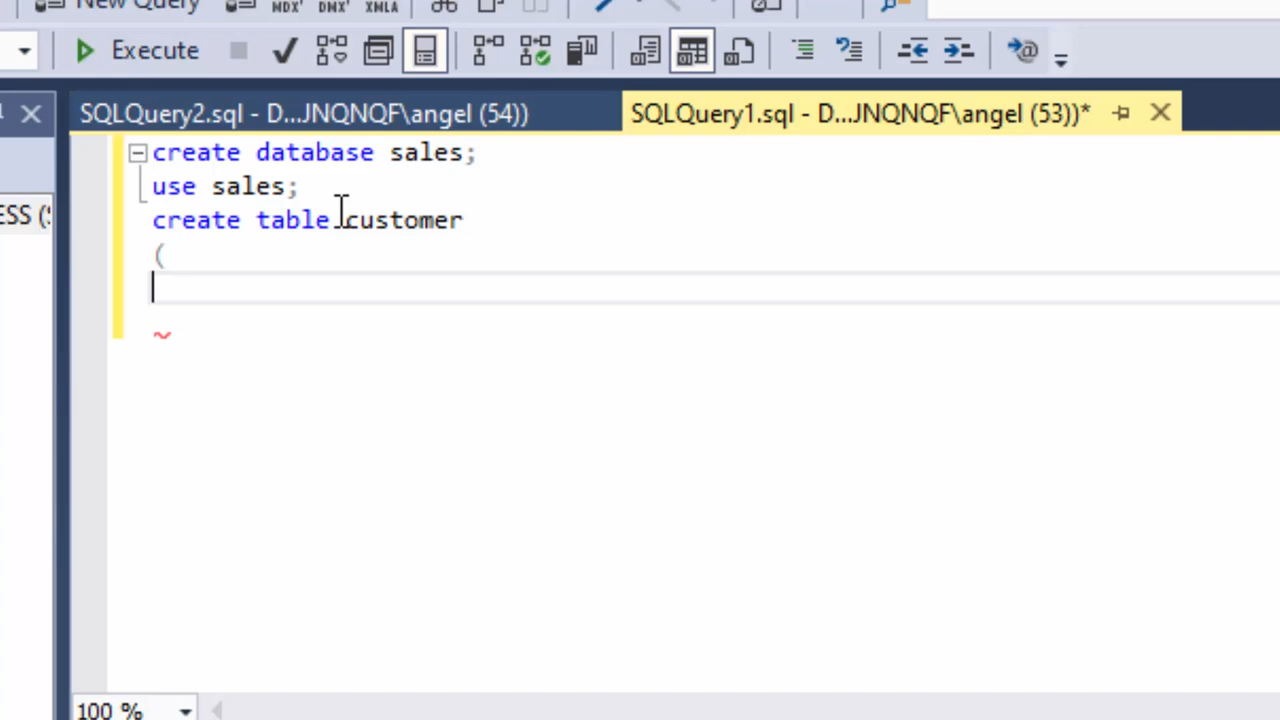 New Query MDX DMX XMLA
Execute
SQLQuery2.sql - D...JNQNQF\angel (54)) SQLQuery1.sql - D...JNQNQF\angel (53))*
create database sales;
use sales;
ESS (S
create table customer
(
100 %